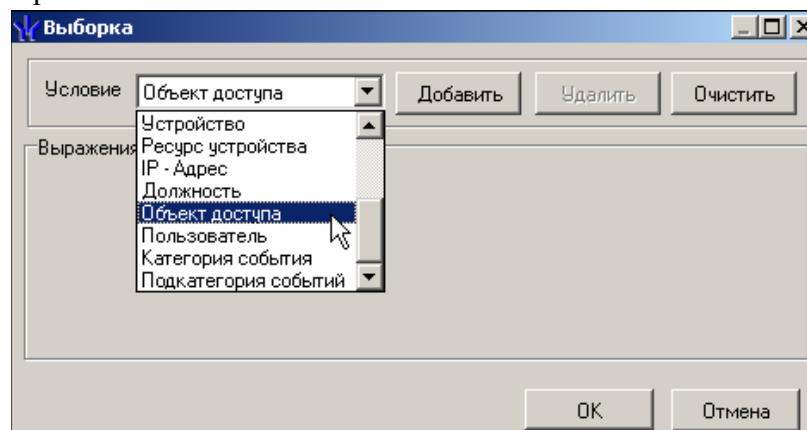 Выборка
Условие Объект доступа Добавить Удалить Очистить
Устройство
Выражения Ресурс устройства
IP - Адрес
Должность
Объект доступа
Пользователь
Категория события
Подкатегория событий
OK Отмена